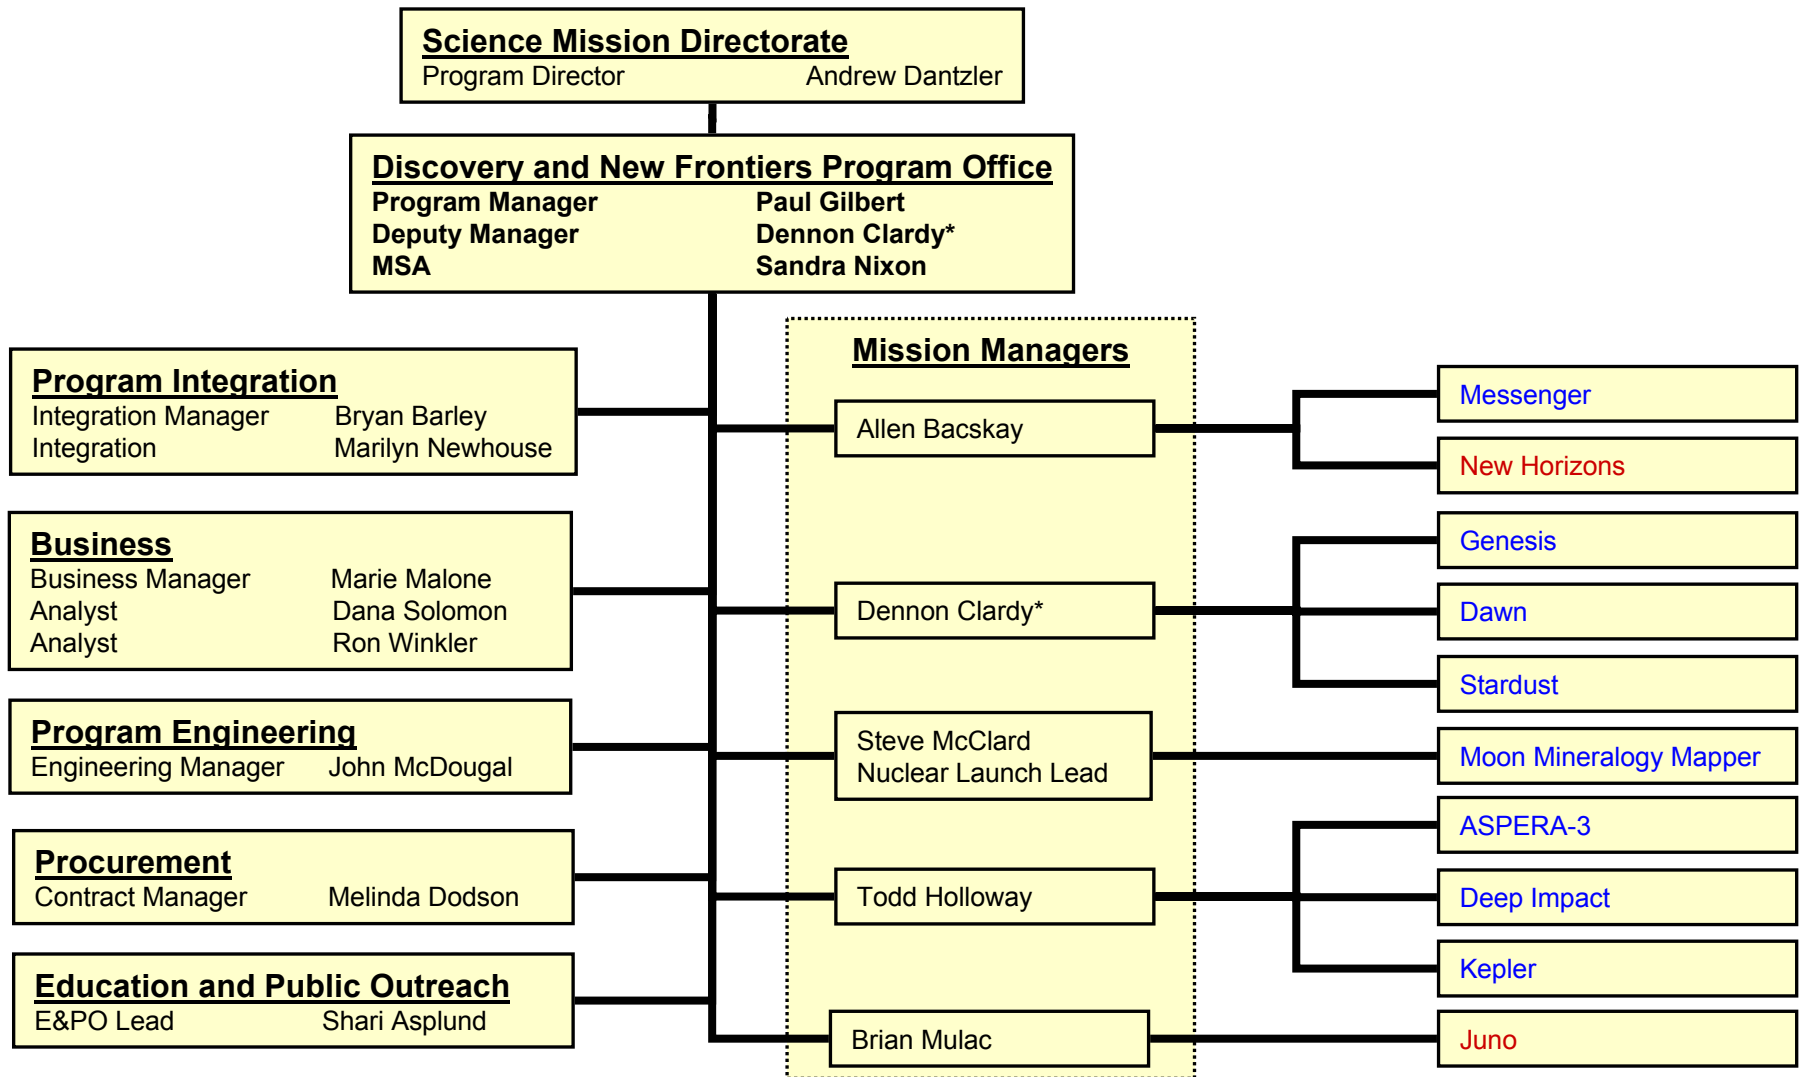 Science Mission Directorate
Program Director Andrew Dantzler
Discovery and New Frontiers Program Office
Program Manager Paul Gilbert
Deputy Manager Dennon Clardy*
MSA Sandra Nixon
Program Integration
Integration Manager Bryan Barley
Integration Marilyn Newhouse
Business
Business Manager Marie Malone
Analyst Dana Solomon
Analyst Ron Winkler
Program Engineering
Engineering Manager John McDougal
Procurement
Contract Manager Melinda Dodson
Education and Public Outreach
E&PO Lead Shari Asplund
Mission Managers
Allen Bacskay
Dennon Clardy*
Steve McClard
Nuclear Launch Lead
Todd Holloway
Brian Mulac
Messenger
New Horizons
Genesis
Dawn
Stardust
Moon Mineralogy Mapper
ASPERA-3
Deep Impact
Kepler
Juno